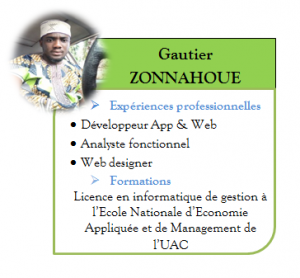 Gautier
ZONNAHOUE
➢ Expériences professionnelles
• Développeur App & Web
• Analyste fonctionnel
• Web designer
➢ Formations
Licence en informatique de gestion à
l'Ecole Nationale d'Economie
Appliquée et de Management de
l'UAC